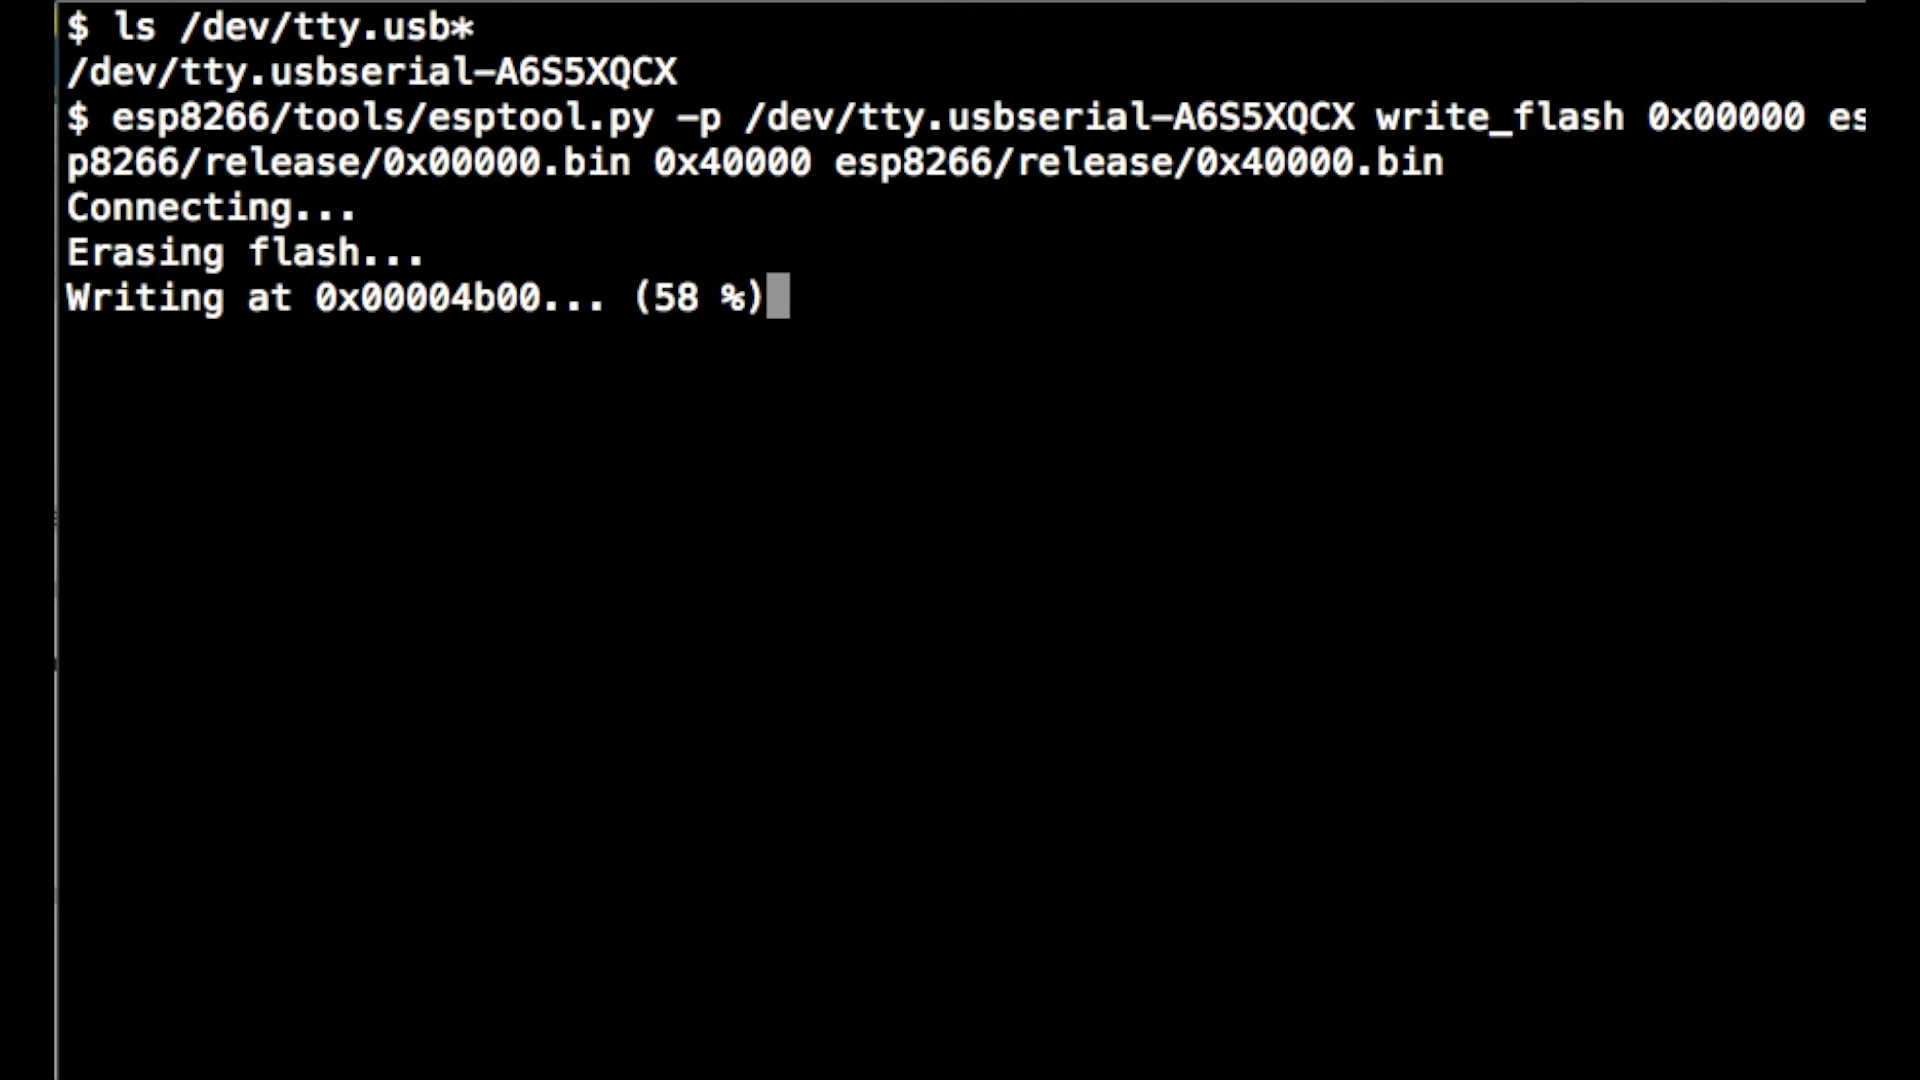 $ ls /dev/tty.usb*
/dev/tty.usbserial-A6S5XQCX
$ esp8266/tools/esptool.py -p /dev/tty.usbserial-A6S5XQCX write_flash 0x00000 es
p8266/release/0x00000.bin 0x40000 esp8266/release/0x40000.bin
Connecting...
Erasing flash...
Writing at 0x00004b00... (58 %)